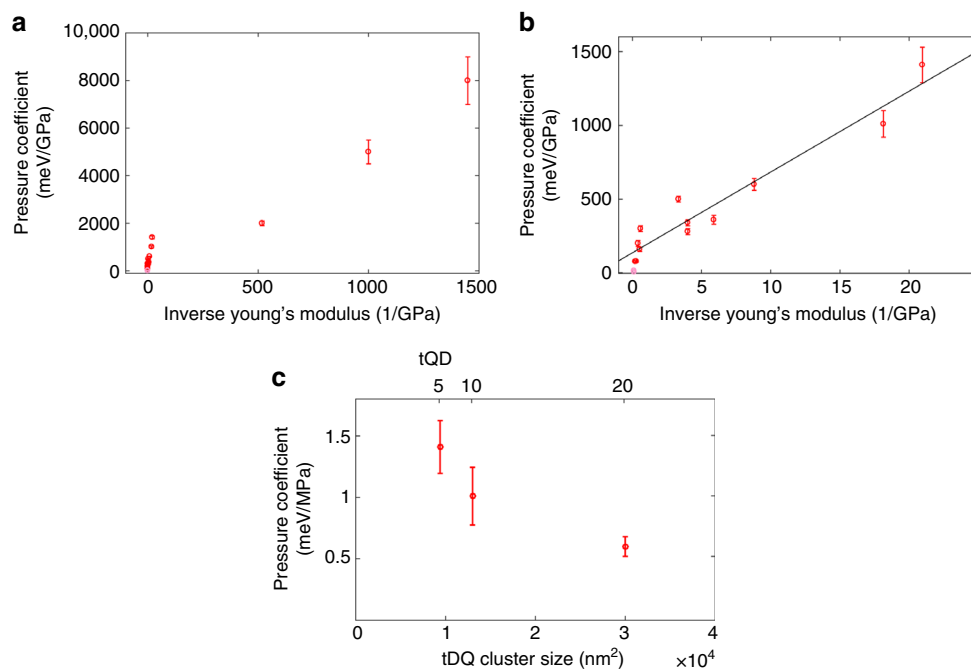 a
10,000
8000
6000
4000
2000
0
Pressure coefficient
(meV/GPa)
0 500 1000 1500
Inverse young's modulus (1/GPa)
b
1500
1000
500
0
Pressure coefficient
(meV/GPa)
0 5 10 15 20
Inverse young's modulus (1/GPa)
c
tQD
5 10 20
1.5
1
0.5
Pressure coefficient
(meV/MPa)
0 1 2 3 4
tDQ cluster size (nm²) ×10⁴